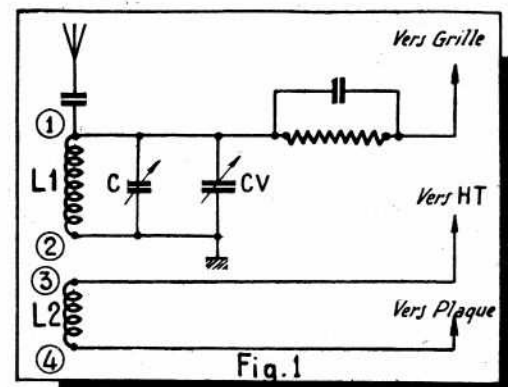 Vers Grille
1
L1
C
CV
2
Vers HT
3
L2
Vers Plaque
4
Fig.1